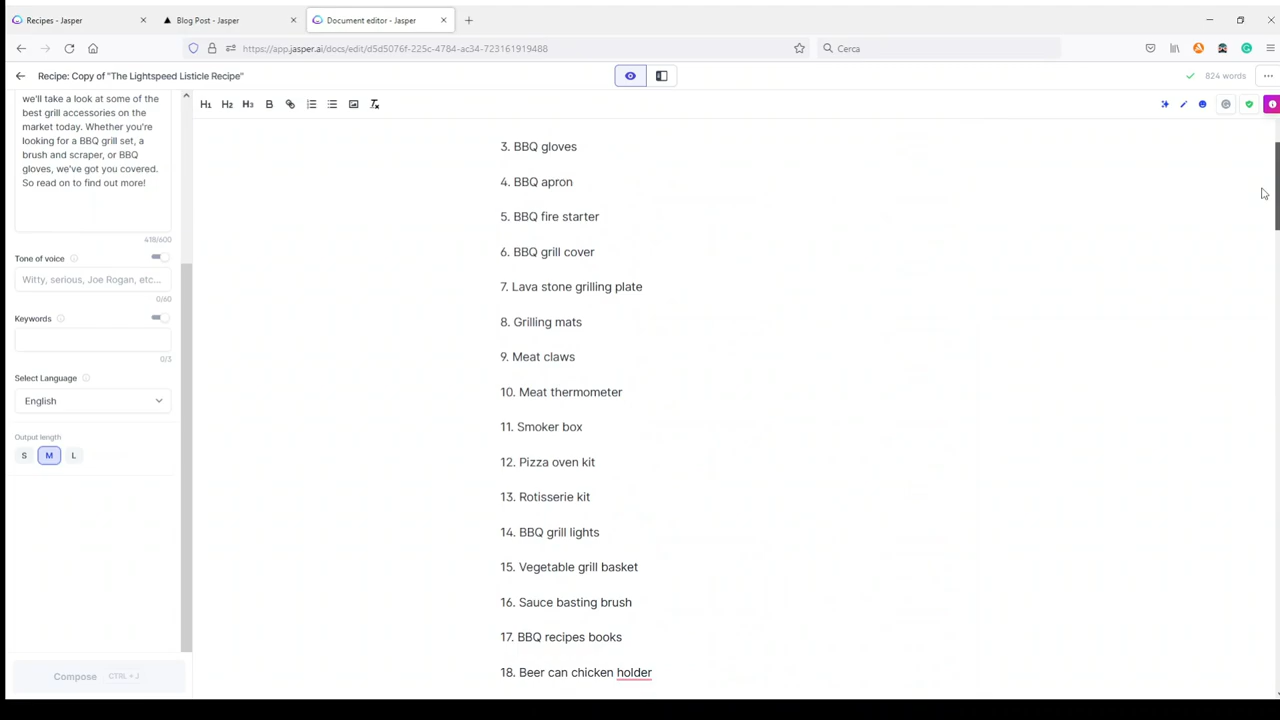 Recipes - Jasper
Blog Post - Jasper
Document editor - Jasper
https://app.jasper.ai/docs/edit/d5d5076f-225c-4784-ac34-723161919488
Cerca
Recipe: Copy of "The Lightspeed Listicle Recipe"
824 words
we'll take a look at some of the
best grill accessories on the
market today. Whether you're
looking for a BBQ grill set, a
brush and scraper, or BBQ
gloves, we've got you covered.
So read on to find out more!
418/600
Tone of voice
Witty, serious, Joe Rogan, etc...
0/60
Keywords
0/3
Select Language
English
Output length
S M L
Compose CTRL + J
H1 H2 H3 B
3. BBQ gloves
4. BBQ apron
5. BBQ fire starter
6. BBQ grill cover
7. Lava stone grilling plate
8. Grilling mats
9. Meat claws
10. Meat thermometer
11. Smoker box
12. Pizza oven kit
13. Rotisserie kit
14. BBQ grill lights
15. Vegetable grill basket
16. Sauce basting brush
17. BBQ recipes books
18. Beer can chicken holder